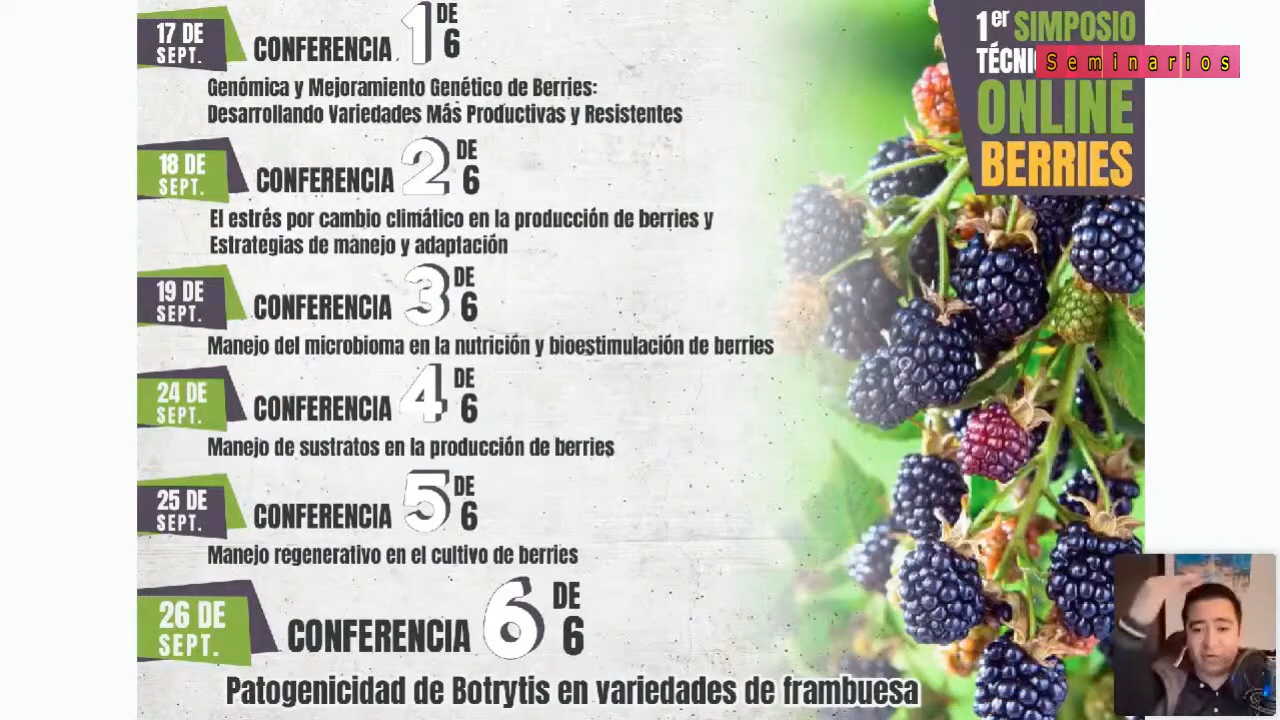 17 DE
SEPT.
CONFERENCIA 1 DE 6
Genómica y Mejoramiento Genético de Berries:
Desarrollando Variedades Más Productivas y Resistentes
18 DE
SEPT.
CONFERENCIA 2 DE 6
El estrés por cambio climático en la producción de berries y
Estrategias de manejo y adaptación
19 DE
SEPT.
CONFERENCIA 3 DE 6
Manejo del microbioma en la nutrición y bioestimulación de berries
24 DE
SEPT.
CONFERENCIA 4 DE 6
Manejo de sustratos en la producción de berries
25 DE
SEPT.
CONFERENCIA 5 DE 6
Manejo regenerativo en el cultivo de berries
26 DE
SEPT.
CONFERENCIA 6 DE 6
Patogenicidad de Botrytis en variedades de frambuesa
1er SIMPOSIO
Seminarios
ONLINE
BERRIES